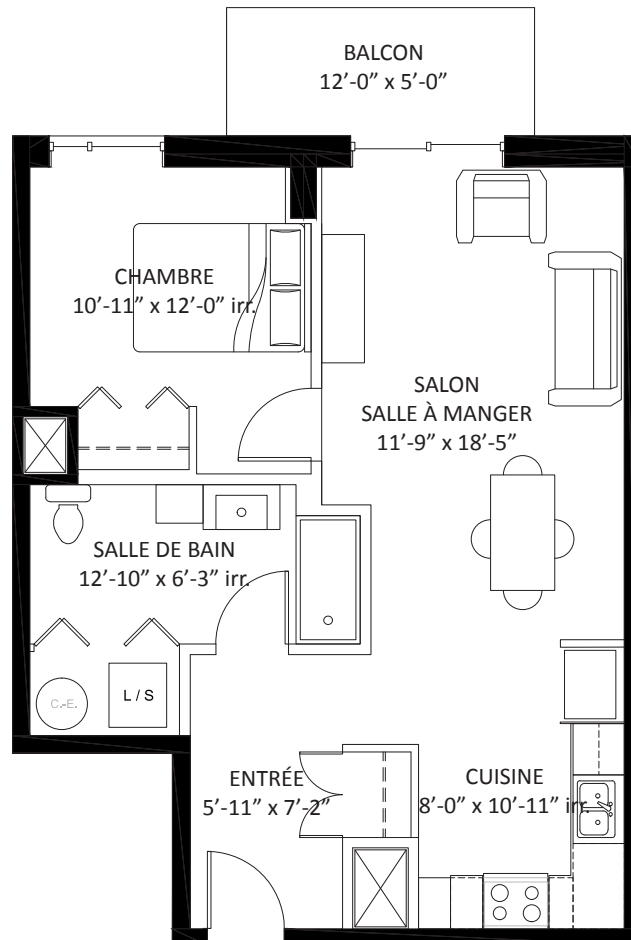 BALCON
12’-0” x 5’-0”
CHAMBRE
10’-11” x 12’-0” irr.
SALON
SALLE À MANGER
11’-9” x 18’-5”
SALLE DE BAIN
12’-10” x 6’-3” irr.
C.-E.
L / S
ENTRÉE
5’-11” x 7’-2”
CUISINE
8’-0” x 10’-11” irr.